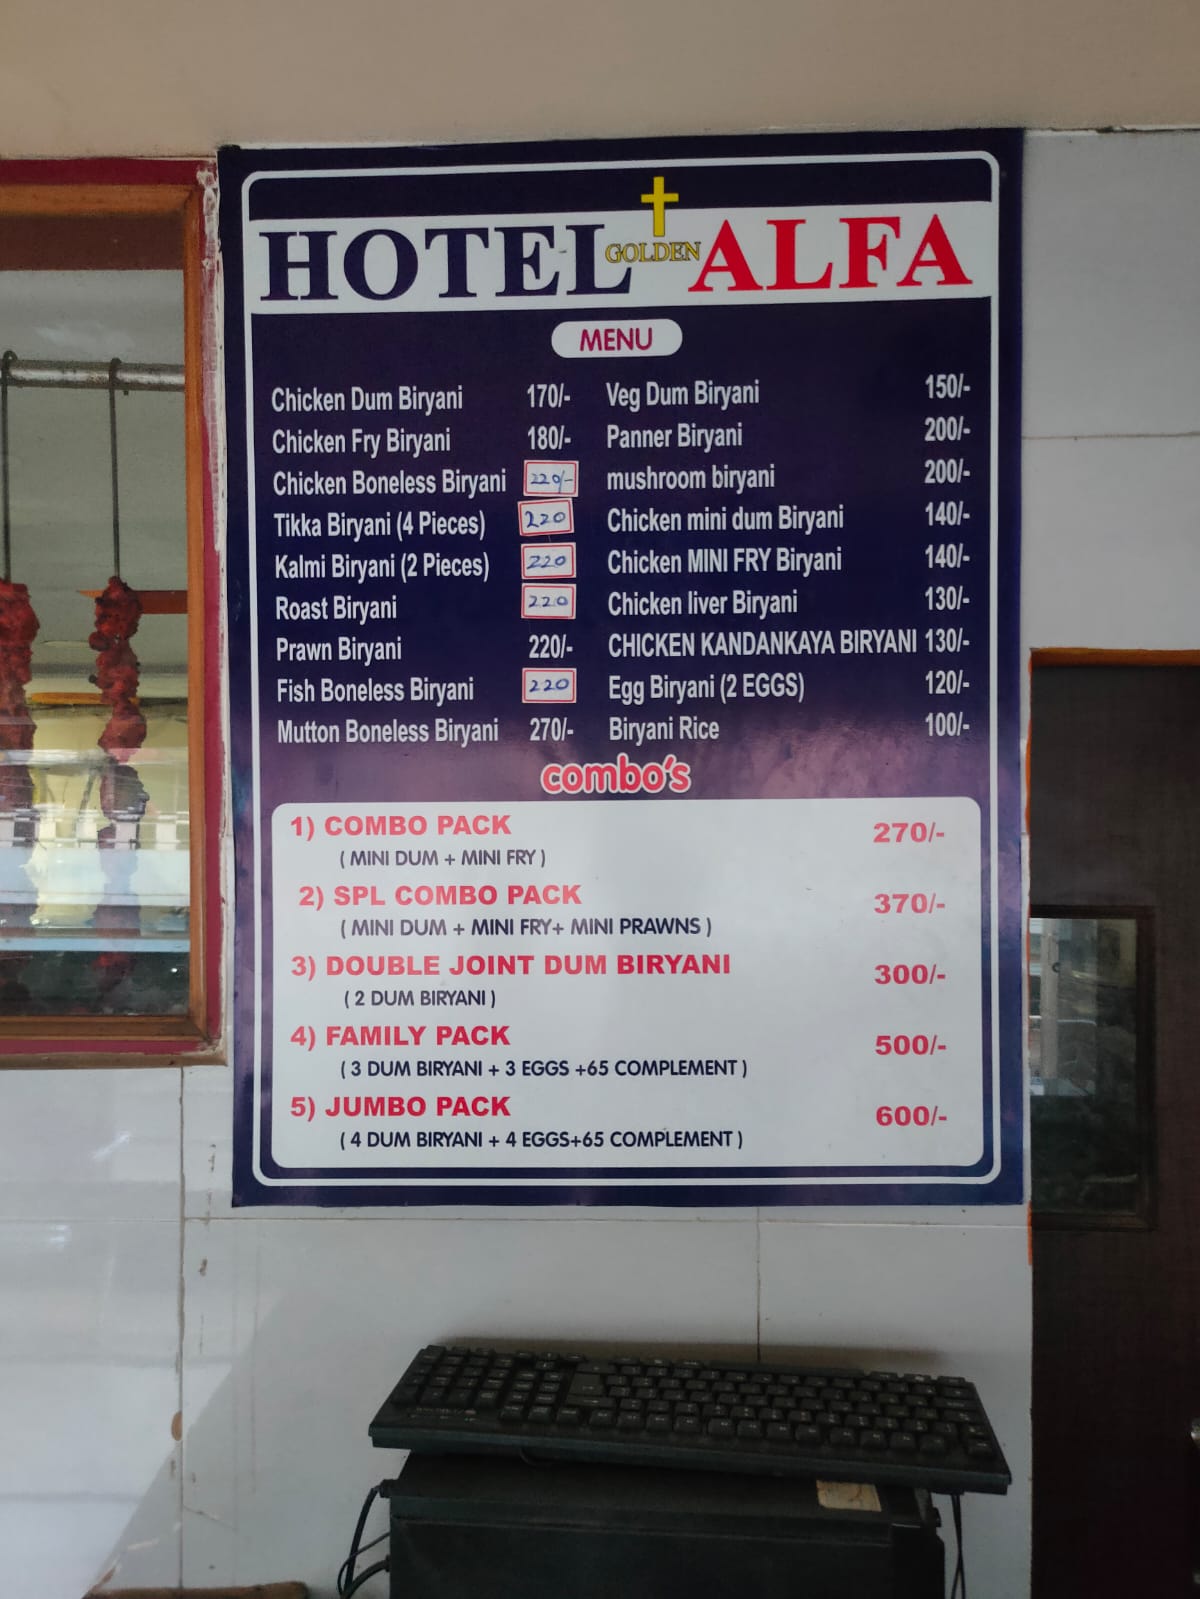 HOTEL GOLDEN ALFA
MENU
Chicken Dum Biryani 170/-
Chicken Fry Biryani 180/-
Chicken Boneless Biryani 220/-
Tikka Biryani (4 Pieces) 220
Kalmi Biryani (2 Pieces) 220
Roast Biryani 220
Prawn Biryani 220/-
Fish Boneless Biryani 220
Mutton Boneless Biryani 270/-
Veg Dum Biryani 150/-
Panner Biryani 200/-
mushroom biryani 200/-
Chicken mini dum Biryani 140/-
Chicken MINI FRY Biryani 140/-
Chicken liver Biryani 130/-
CHICKEN KANDANKAYA BIRYANI 130/-
Egg Biryani (2 EGGS) 120/-
Biryani Rice 100/-
combo's
1) COMBO PACK 270/-
( MINI DUM + MINI FRY )
2) SPL COMBO PACK 370/-
( MINI DUM + MINI FRY+ MINI PRAWNS )
3) DOUBLE JOINT DUM BIRYANI 300/-
( 2 DUM BIRYANI )
4) FAMILY PACK 500/-
( 3 DUM BIRYANI + 3 EGGS +65 COMPLEMENT )
5) JUMBO PACK 600/-
( 4 DUM BIRYANI + 4 EGGS+65 COMPLEMENT )